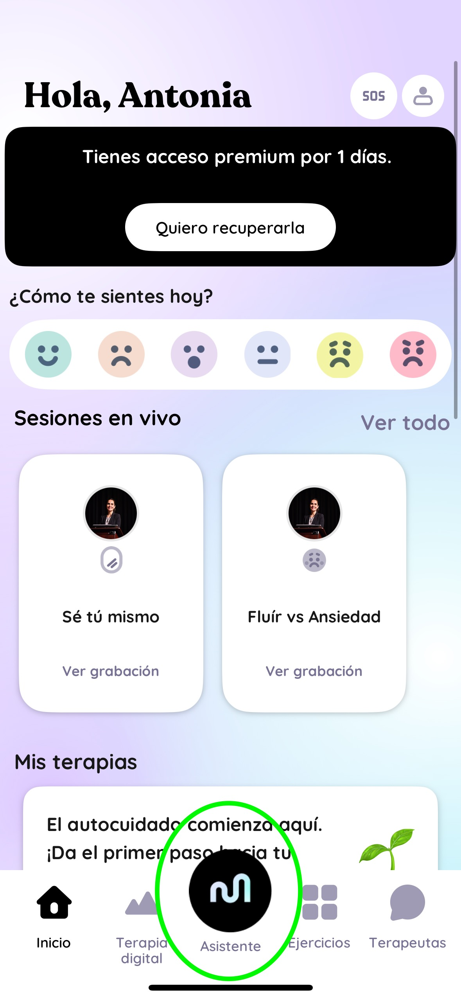 Hola, Antonia
SOS
Tienes acceso premium por 1 días.
Quiero recuperarla
¿Cómo te sientes hoy?
Sesiones en vivo
Ver todo
Sé tú mismo
Fluír vs Ansiedad
Ver grabación
Ver grabación
Mis terapias
El autocuidado comienza aquí.
¡Da el primer paso hacia tu
Inicio
Terapia
digital
Asistente
Ejercicios
Terapeutas